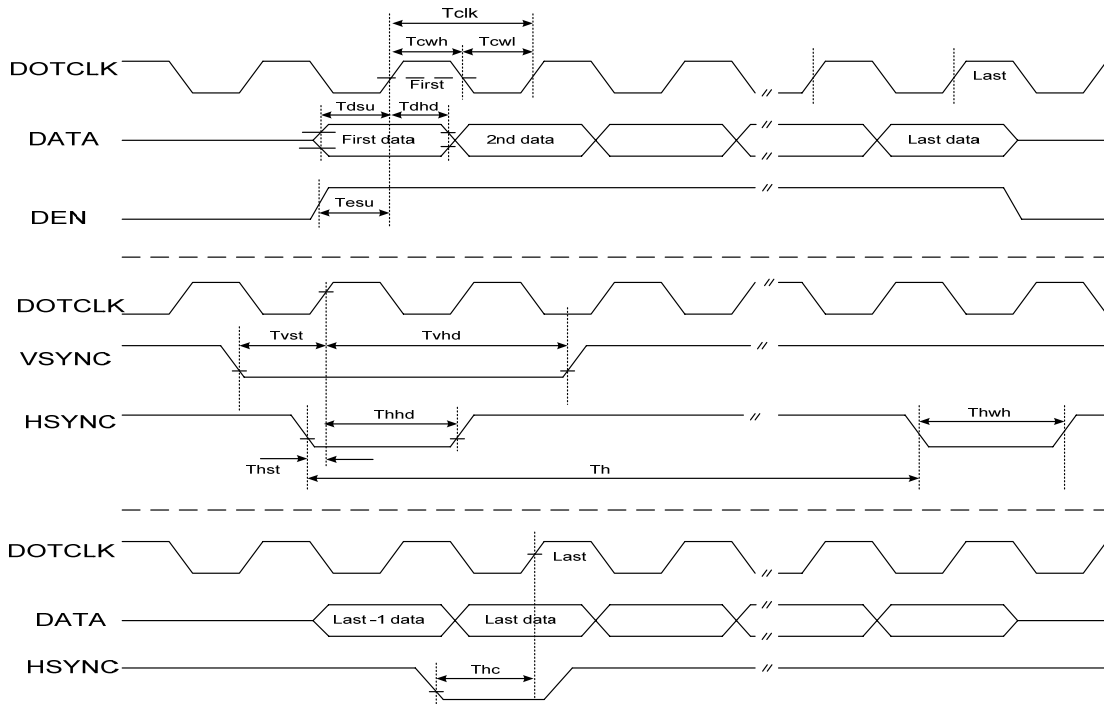 Tclk
Tcwh Tcwl
DOTCLK First Last
Tdsu Tdhd
DATA First data 2nd data Last data
Tesu
DEN
DOTCLK
Tvst Tvhd
VSYNC
HSYNC Thhd Thwh
Thst Th
DOTCLK Last
DATA Last-1 data Last data
HSYNC Thc